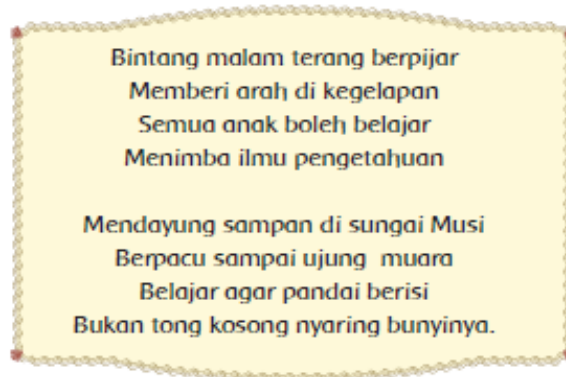 Bintang malam terang berpijar
Memberi arah di kegelapan
Semua anak boleh belajar
Menimba ilmu pengetahuan
Mendayung sampan di sungai Musi
Berpacu sampai ujung muara
Belajar agar pandai berisi
Bukan tong kosong nyaring bunyinya.